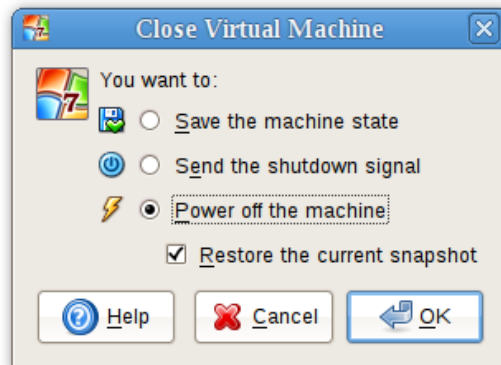 Close Virtual Machine
You want to:
7
Save the machine state
Send the shutdown signal
Power off the machine
Restore the current snapshot
Help
Cancel
OK